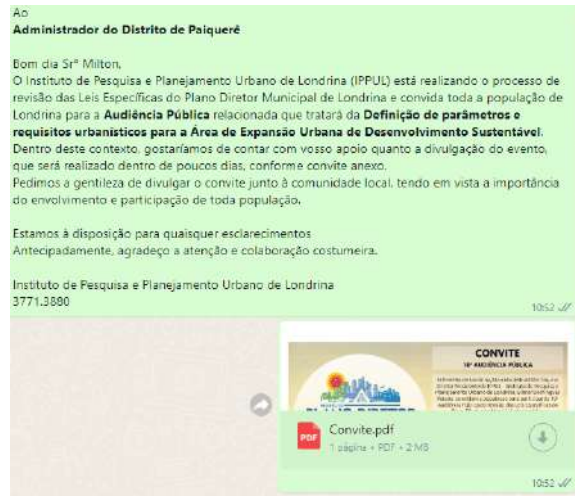 Ao
Administrador do Distrito de Paiquerê
Bom dia Srº Milton,
O Instituto de Pesquisa e Planejamento Urbano de Londrina (IPPUL) está realizando o processo de
revisão das Leis Específicas do Plano Diretor Municipal de Londrina e convida toda a população de
Londrina para a Audiência Pública relacionada que tratará da Definição de parâmetros e
requisitos urbanísticos para a Área de Expansão Urbana de Desenvolvimento Sustentável.
Dentro deste contexto, gostaríamos de contar com vosso apoio quanto a divulgação do evento,
que será realizado dentro de poucos dias, conforme convite anexo.
Pedimos a gentileza de divulgar o convite junto à comunidade local, tendo em vista a importância
do envolvimento e participação de toda população.
Estamos à disposição para quaisquer esclarecimentos
Antecipadamente, agradeço a atenção e colaboração costumeira.
Instituto de Pesquisa e Planejamento Urbano de Londrina
3771.3880
10:52
CONVITE
AUDIÊNCIA PÚBLICA
PLANO DIRETOR
PDF
Convite.pdf
1 página • PDF • 2 MB
10:52